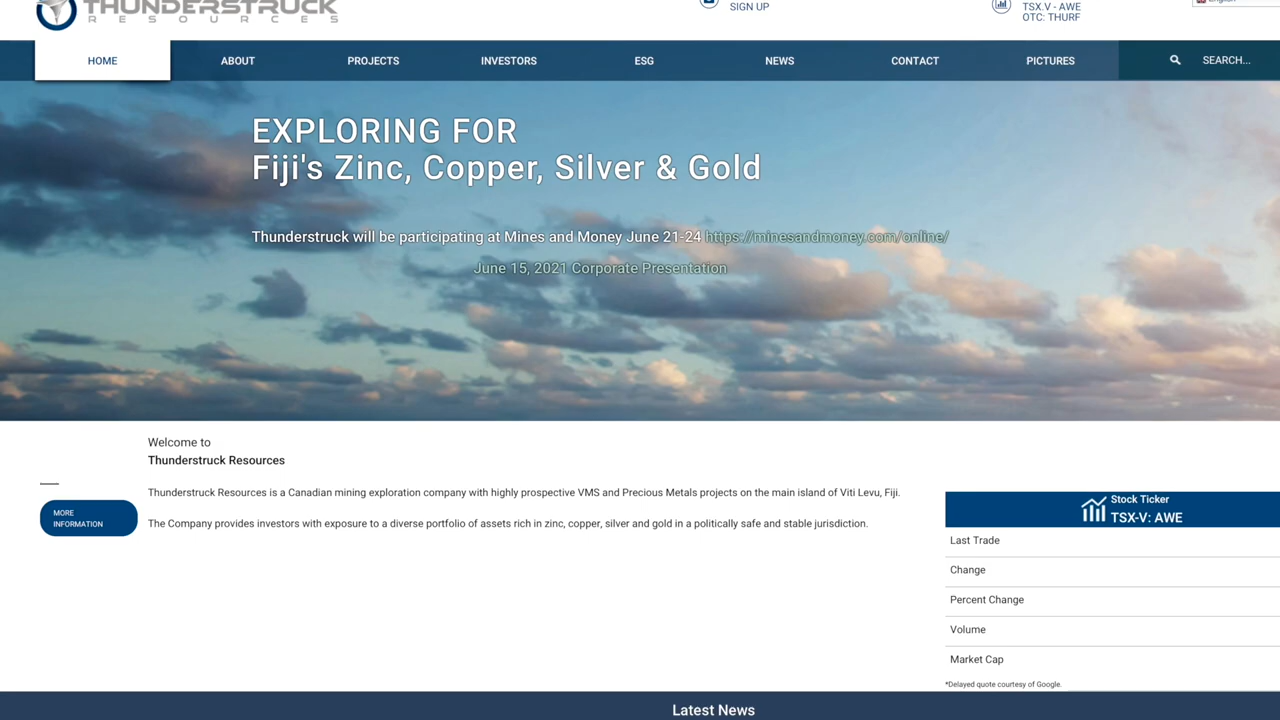 THUNDERSTRUCK
RESOURCES
SIGN UP
TSX.V - AWE
OTC: THURF
English
HOME
ABOUT
PROJECTS
INVESTORS
ESG
NEWS
CONTACT
PICTURES
SEARCH...
EXPLORING FOR
Fiji's Zinc, Copper, Silver & Gold
Thunderstruck will be participating at Mines and Money June 21-24 https://minesandmoney.com/online/
June 15, 2021 Corporate Presentation
Welcome to
Thunderstruck Resources
Thunderstruck Resources is a Canadian mining exploration company with highly prospective VMS and Precious Metals projects on the main island of Viti Levu, Fiji.
The Company provides investors with exposure to a diverse portfolio of assets rich in zinc, copper, silver and gold in a politically safe and stable jurisdiction.
MORE
INFORMATION
Stock Ticker
TSX-V: AWE
Last Trade
Change
Percent Change
Volume
Market Cap
*Delayed quote courtesy of Google.
Latest News